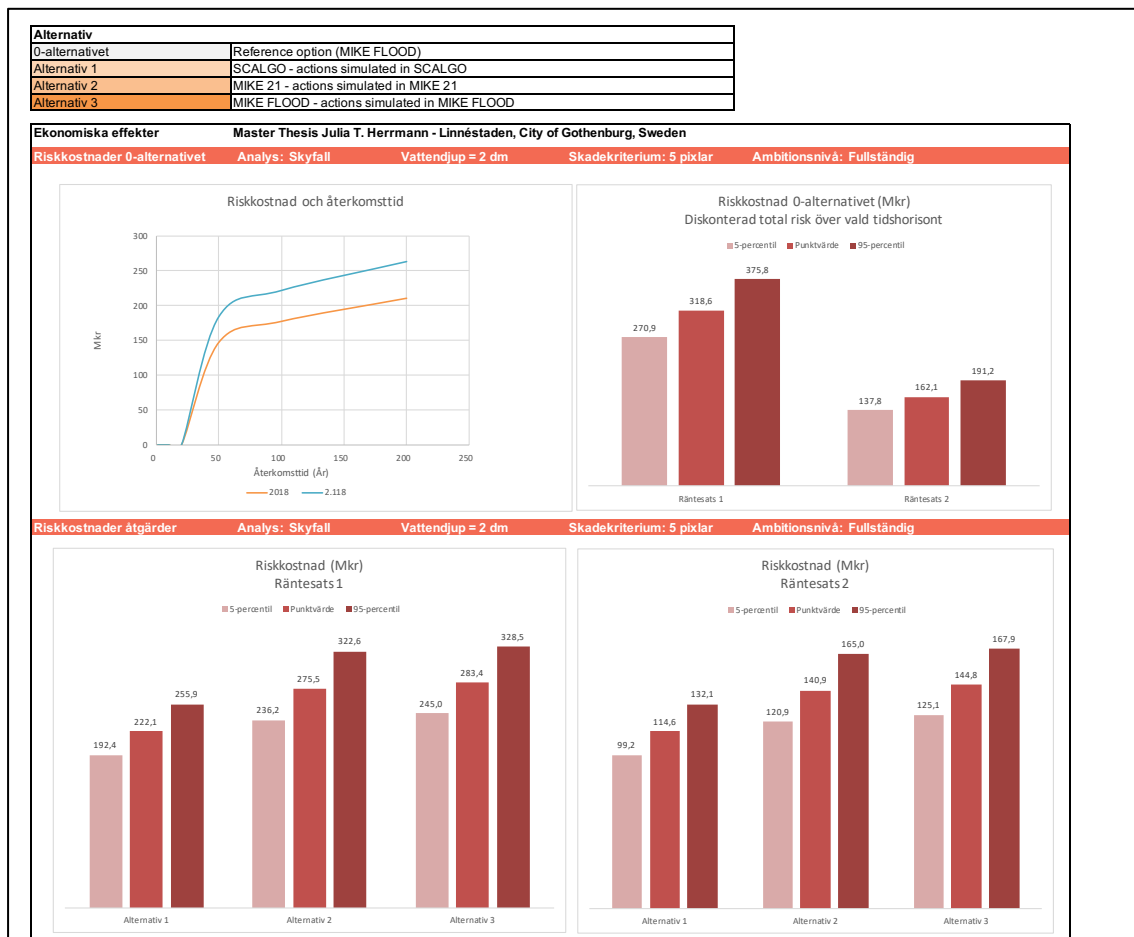 Alternativ
0-alternativet Reference option (MIKE FLOOD)
Alternativ 1 SCALGO - actions simulated in SCALGO
Alternativ 2 MIKE 21 - actions simulated in MIKE 21
Alternativ 3 MIKE FLOOD - actions simulated in MIKE FLOOD
Ekonomiska effekter Master Thesis Julia T. Herrmann - Linnéstaden, City of Gothenburg, Sweden
Riskkostnader 0-alternativet Analys: Skyfall Vattendjup = 2 dm Skadekriterium: 5 pixlar Ambitionsnivå: Fullständig
Riskkostnad och återkomsttid
300
250
200
150
100
50
0
Mkr
0 50 100 150 200 250
Återkomsttid (År)
2018 2.118
Riskkostnad 0-alternativet (Mkr)
Diskonterad total risk över vald tidshorisont
5-percentil Punktvärde 95-percentil
270,9 318,6 375,8
137,8 162,1 191,2
Räntesats 1 Räntesats 2
Riskkostnader åtgärder Analys: Skyfall Vattendjup = 2 dm Skadekriterium: 5 pixlar Ambitionsnivå: Fullständig
Riskkostnad (Mkr)
Räntesats 1
5-percentil Punktvärde 95-percentil
192,4 222,1 255,9
236,2 275,5 322,6
245,0 283,4 328,5
Alternativ 1 Alternativ 2 Alternativ 3
Riskkostnad (Mkr)
Räntesats 2
5-percentil Punktvärde 95-percentil
99,2 114,6 132,1
120,9 140,9 165,0
125,1 144,8 167,9
Alternativ 1 Alternativ 2 Alternativ 3